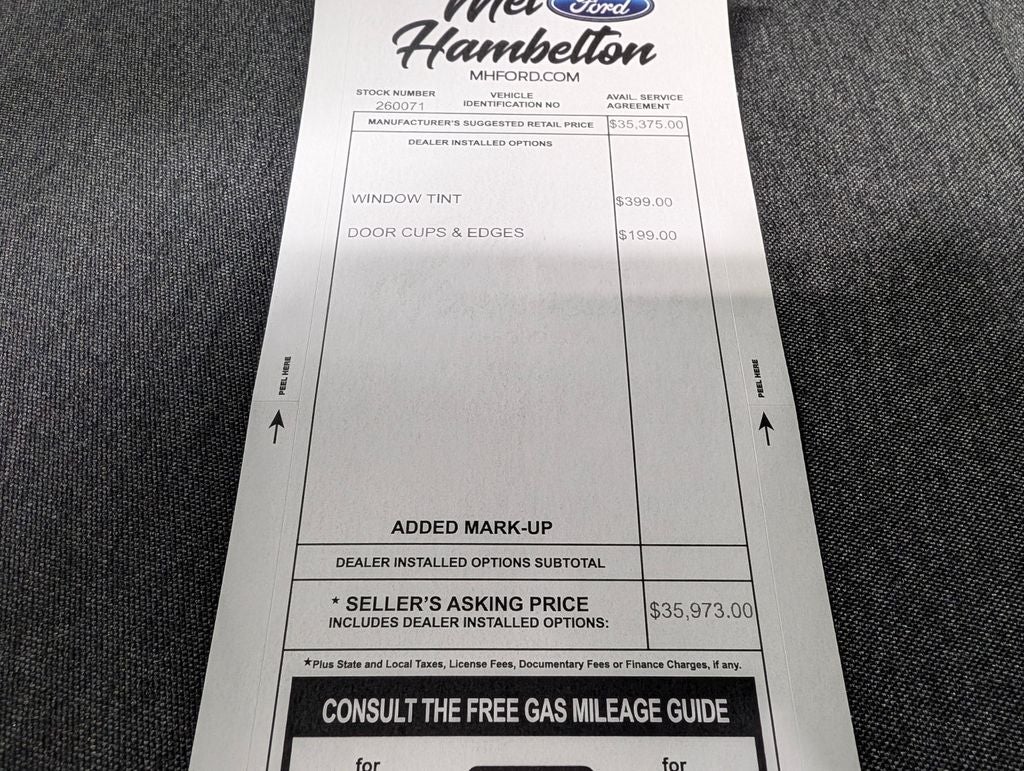 Mel Ford
Hambelton
MHFORD.COM
STOCK NUMBER VEHICLE IDENTIFICATION NO AVAIL. SERVICE AGREEMENT
260071
MANUFACTURER'S SUGGESTED RETAIL PRICE $35,375.00
DEALER INSTALLED OPTIONS
WINDOW TINT $399.00
DOOR CUPS & EDGES $199.00
PEEL HERE PEEL HERE
ADDED MARK-UP
DEALER INSTALLED OPTIONS SUBTOTAL
* SELLER'S ASKING PRICE $35,973.00
INCLUDES DEALER INSTALLED OPTIONS:
*Plus State and Local Taxes, License Fees, Documentary Fees or Finance Charges, if any.
CONSULT THE FREE GAS MILEAGE GUIDE
for for